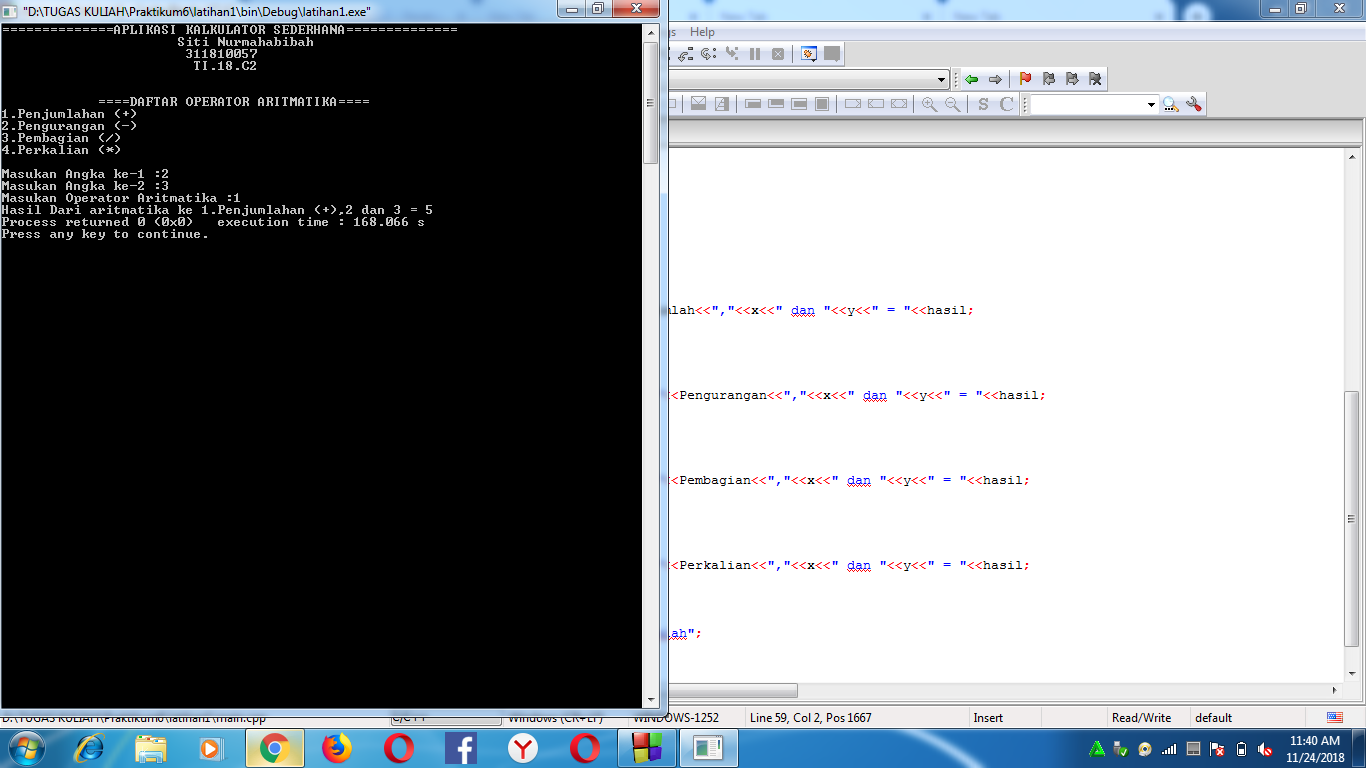 "D:\TUGAS KULIAH\Praktikum6\latihan1\bin\Debug\latihan1.exe"
==============APLIKASI KALKULATOR SEDERHANA==============
Siti Nurmahabibah
311810057
TI.18.C2
====DAFTAR OPERATOR ARITMATIKA====
1.Penjumlahan (+)
2.Pengurangan (-)
3.Pembagian (/)
4.Perkalian (*)
Masukan Angka ke-1 :2
Masukan Angka ke-2 :3
Masukan Operator Aritmatika :1
Hasil Dari aritmatika ke 1.Penjumlahan (+),2 dan 3 = 5
Process returned 0 (0x0)   execution time : 168.066 s
Press any key to continue.
Help
S C
lah<<","<<x<<" dan "<<y<<" = "<<hasil;
<Pengurangan<<","<<x<<" dan "<<y<<" = "<<hasil;
<Pembagian<<","<<x<<" dan "<<y<<" = "<<hasil;
<Perkalian<<","<<x<<" dan "<<y<<" = "<<hasil;
lah";
D:\TUGAS KULIAH\Praktikum6\latihan1\main.cpp C/C++ Windows (CR+LF) WINDOWS-1252 Line 59, Col 2, Pos 1667 Insert Read/Write default
11:40 AM
11/24/2018